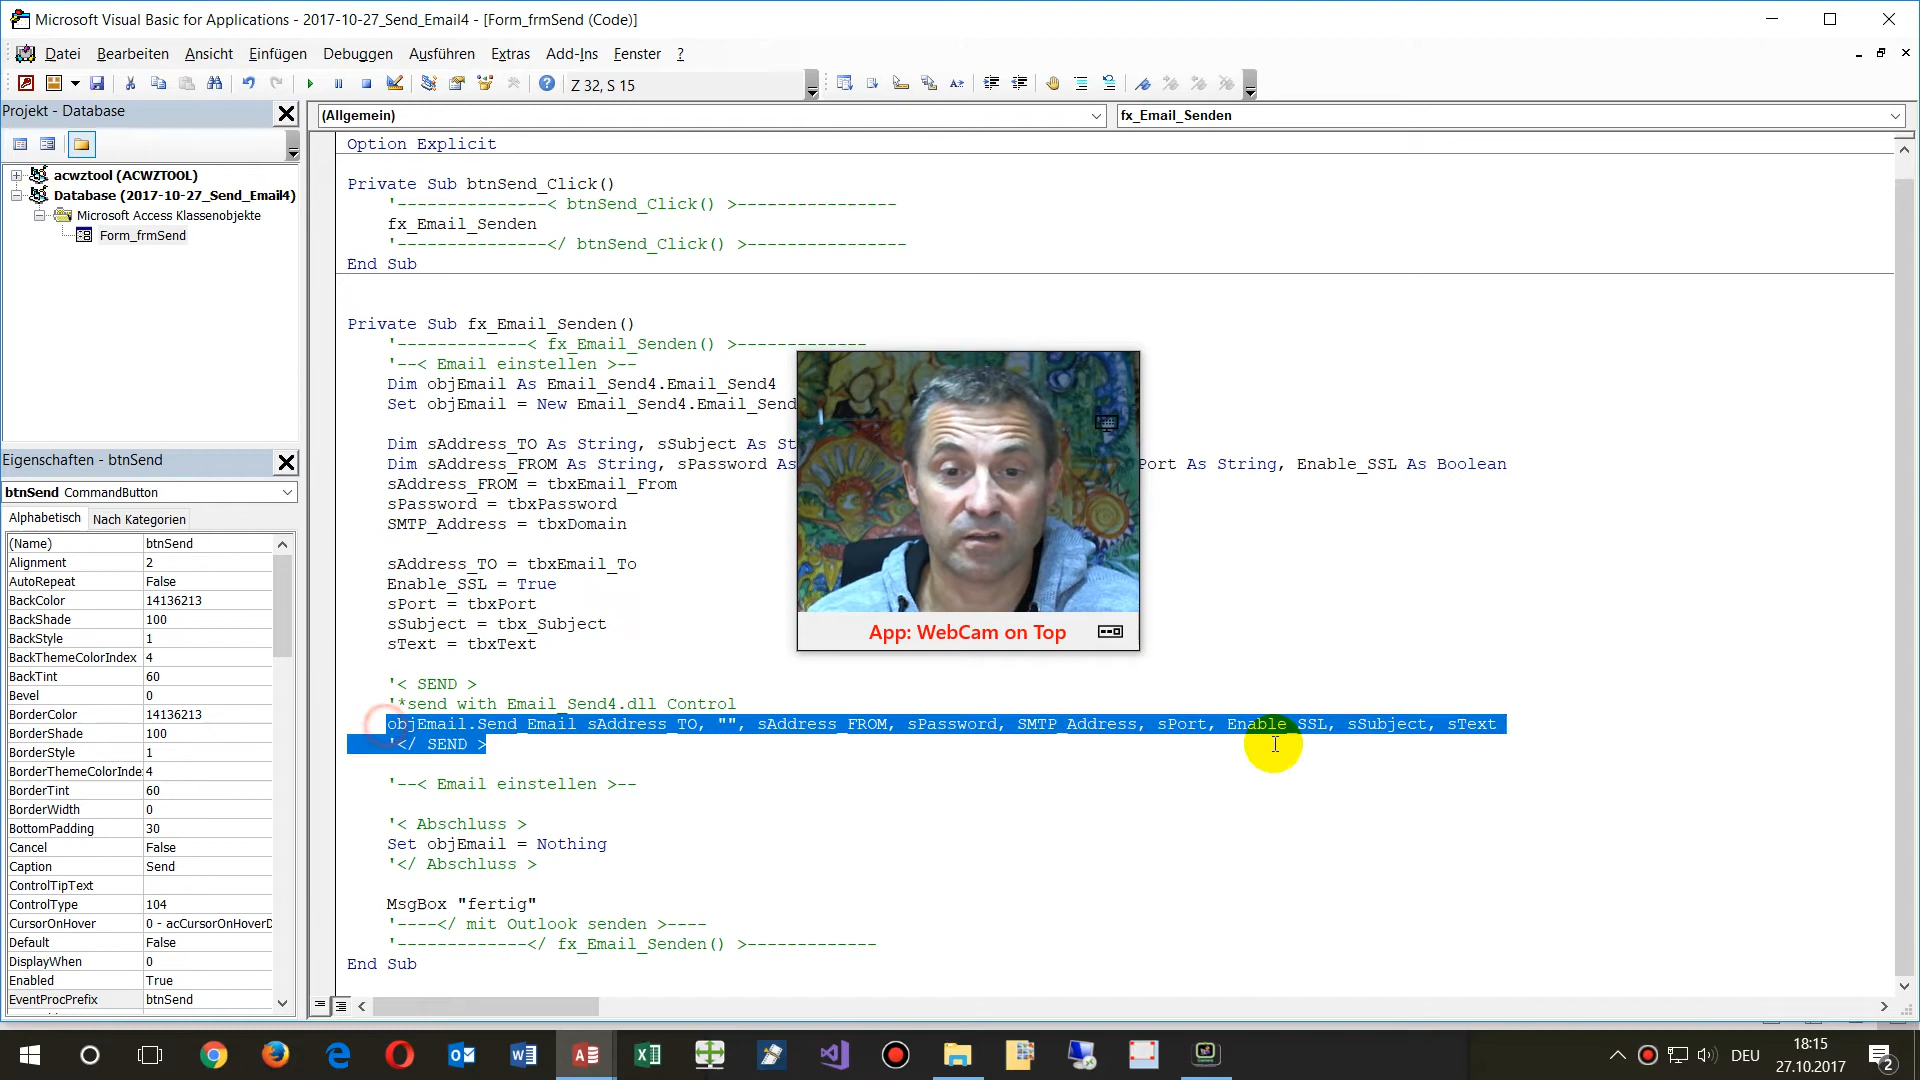 Microsoft Visual Basic for Applications - 2017-10-27_Send_Email4 - [Form_frmSend (Code)]
Datei Bearbeiten Ansicht Einfügen Debuggen Ausführen Extras Add-Ins Fenster ?
Z 32, S 15
Projekt - Database
acwztool (ACWZTOOL)
Database (2017-10-27_Send_Email4)
Microsoft Access Klassenobjekte
Form_frmSend
Eigenschaften - btnSend
btnSend CommandButton
Alphabetisch Nach Kategorien
(Name) btnSend
Alignment 2
AutoRepeat False
BackColor 14136213
BackShade 100
BackStyle 1
BackThemeColorIndex 4
BackTint 60
Bevel 0
BorderColor 14136213
BorderShade 100
BorderStyle 1
BorderThemeColorInde 4
BorderTint 60
BorderWidth 0
BottomPadding 30
Cancel False
Caption Send
ControlTipText
ControlType 104
CursorOnHover 0 - acCursorOnHoverD
Default False
DisplayWhen 0
Enabled True
EventProcPrefix btnSend
(Allgemein) fx_Email_Senden
Option Explicit
Private Sub btnSend_Click()
'---------------< btnSend_Click() >----------------
fx_Email_Senden
'---------------</ btnSend_Click() >----------------
End Sub
Private Sub fx_Email_Senden()
'-------------< fx_Email_Senden() >-------------
'--< Email einstellen >--
Dim objEmail As Email_Send4.Email_Send4
Set objEmail = New Email_Send4.Email_Send
Dim sAddress_TO As String, sSubject As St
Dim sAddress_FROM As String, sPassword As Port As String, Enable_SSL As Boolean
sAddress_FROM = tbxEmail_From
sPassword = tbxPassword
SMTP_Address = tbxDomain
sAddress_TO = tbxEmail_To
Enable_SSL = True
sPort = tbxPort
sSubject = tbx_Subject
sText = tbxText
'< SEND >
'*send with Email_Send4.dll Control
objEmail.Send_Email sAddress_TO, "", sAddress_FROM, sPassword, SMTP_Address, sPort, Enable_SSL, sSubject, sText
'</ SEND >
'--< Email einstellen >--
'< Abschluss >
Set objEmail = Nothing
'</ Abschluss >
MsgBox "fertig"
'----</ mit Outlook senden >----
'-------------</ fx_Email_Senden() >-------------
End Sub
App: WebCam on Top
DEU
18:15
27.10.2017
2